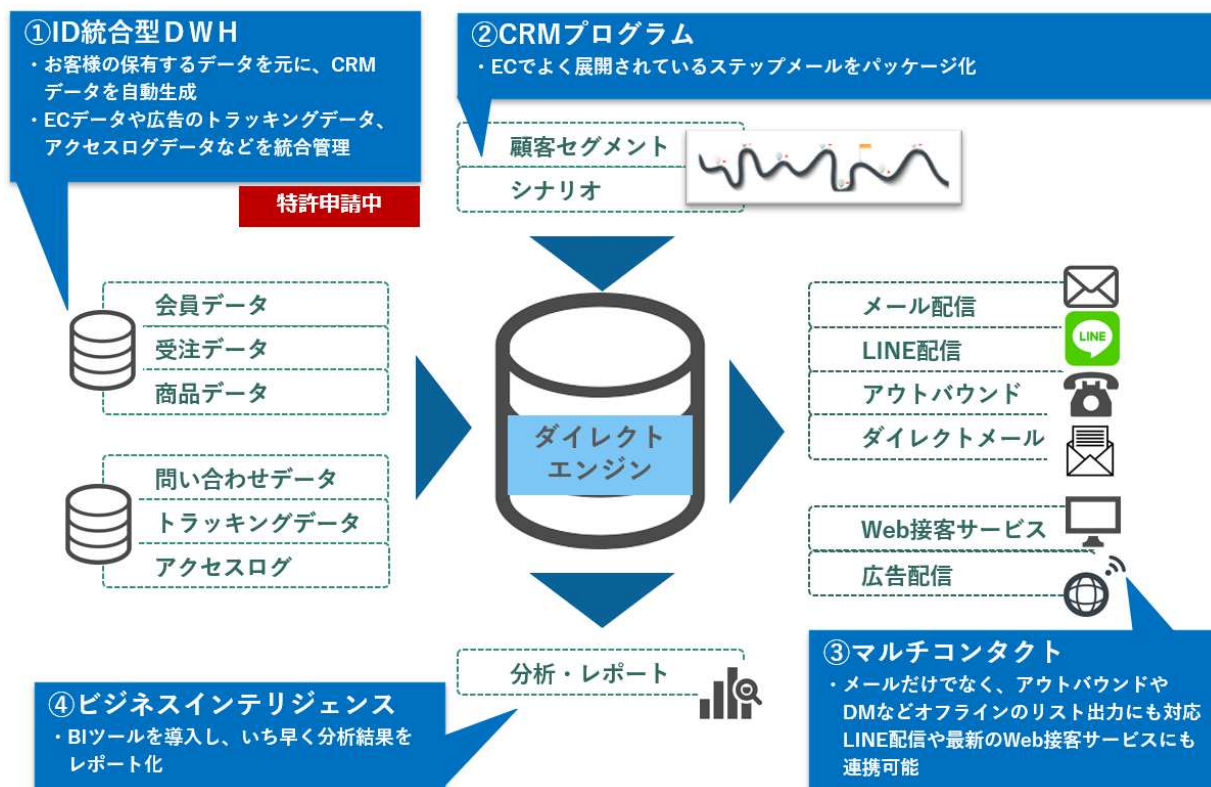 ①ID統合型ＤＷＨ
・お客様の保有するデータを元に、CRM
データを自動生成
・ECデータや広告のトラッキングデータ、
アクセスログデータなどを統合管理
特許申請中
②CRMプログラム
・ECでよく展開されているステップメールをパッケージ化
顧客セグメント
シナリオ
会員データ
受注データ
商品データ
問い合わせデータ
トラッキングデータ
アクセスログ
ダイレクト
エンジン
メール配信
LINE配信
LINE
アウトバウンド
ダイレクトメール
Web接客サービス
広告配信
分析・レポート
③マルチコンタクト
・メールだけでなく、アウトバウンドや
DMなどオフラインのリスト出力にも対応
LINE配信や最新のWeb接客サービスにも
連携可能
④ビジネスインテリジェンス
・BIツールを導入し、いち早く分析結果を
レポート化